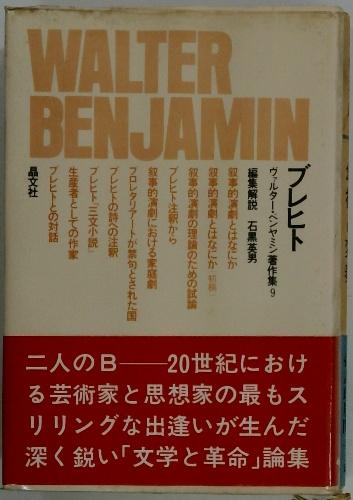 WALTER
BENJAMIN
ブレヒト
ヴァルター・ベンヤミン著作集9
編集解説 石黒英男
叙事的演劇とはなにか
叙事的演劇とはなにか〔初稿〕
叙事的演劇の理論のための試論
ブレヒト注釈から
叙事的演劇における家庭劇
プロレタリアートが禁句とされた国
ブレヒトの詩への注釈
ブレヒト「三文小説」
生産者としての作家
ブレヒトとの対話
晶文社
二人のB――20世紀におけ
る芸術家と思想家の最もス
リリングな出逢いが生んだ
深く鋭い「文学と革命」論集